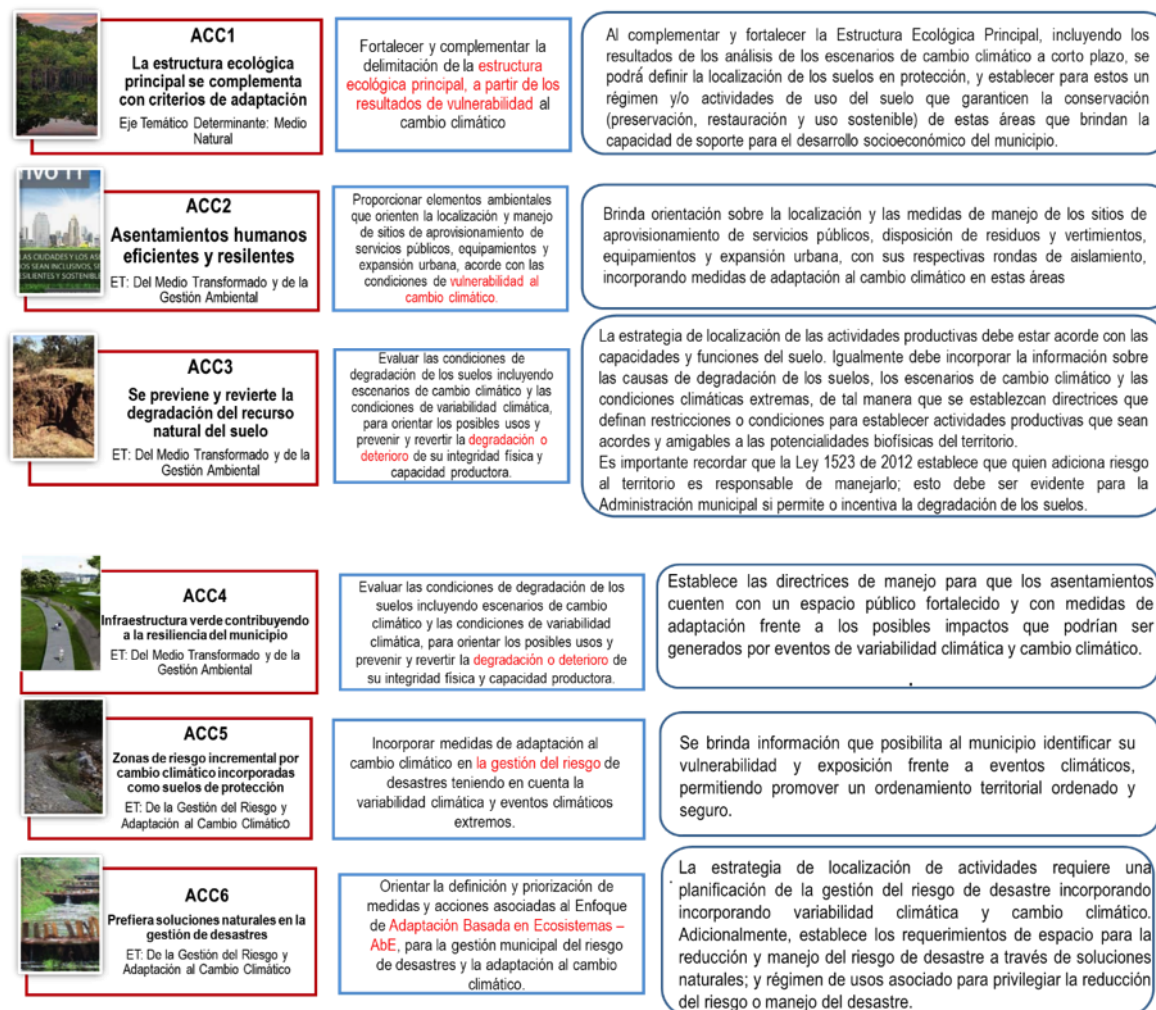 ACC1
La estructura ecológica
principal se complementa
con criterios de adaptación
Eje Temático Determinante: Medio
Natural
Fortalecer y complementar la
delimitación de la estructura
ecológica principal, a partir de los
resultados de vulnerabilidad al
cambio climático
Al complementar y fortalecer la Estructura Ecológica Principal, incluyendo los
resultados de los análisis de los escenarios de cambio climático a corto plazo, se
podrá definir la localización de los suelos en protección, y establecer para estos un
régimen y/o actividades de uso del suelo que garanticen la conservación
(preservación, restauración y uso sostenible) de estas áreas que brindan la
capacidad de soporte para el desarrollo socioeconómico del municipio.
TIVO 11
LAS CIUDADES Y LOS ASE
OS SEAN INCLUSIVOS, SE
SILIENTES Y SOSTENIBLE
ACC2
Asentamientos humanos
eficientes y resilentes
ET: Del Medio Transformado y de la
Gestión Ambiental
Proporcionar elementos ambientales
que orienten la localización y manejo
de sitios de aprovisionamiento de
servicios públicos, equipamientos y
expansión urbana, acorde con las
condiciones de vulnerabilidad al
cambio climático.
Brinda orientación sobre la localización y las medidas de manejo de los sitios de
aprovisionamiento de servicios públicos, disposición de residuos y vertimientos,
equipamientos y expansión urbana, con sus respectivas rondas de aislamiento,
incorporando medidas de adaptación al cambio climático en estas áreas
ACC3
Se previene y revierte la
degradación del recurso
natural del suelo
ET: Del Medio Transformado y de la
Gestión Ambiental
Evaluar las condiciones de
degradación de los suelos incluyendo
escenarios de cambio climático y las
condiciones de variabilidad climática,
para orientar los posibles usos y
prevenir y revertir la degradación o
deterioro de su integridad física y
capacidad productora.
La estrategia de localización de las actividades productivas debe estar acorde con las
capacidades y funciones del suelo. Igualmente debe incorporar la información sobre
las causas de degradación de los suelos, los escenarios de cambio climático y las
condiciones climáticas extremas, de tal manera que se establezcan directrices que
definan restricciones o condiciones para establecer actividades productivas que sean
acordes y amigables a las potencialidades biofísicas del territorio.
Es importante recordar que la Ley 1523 de 2012 establece que quien adiciona riesgo
al territorio es responsable de manejarlo; esto debe ser evidente para la
Administración municipal si permite o incentiva la degradación de los suelos.
ACC4
Infraestructura verde contribuyendo
a la resiliencia del municipio
ET: Del Medio Transformado y de la
Gestión Ambiental
Evaluar las condiciones de degradación de los
suelos incluyendo escenarios de cambio
climático y las condiciones de variabilidad
climática, para orientar los posibles usos y
prevenir y revertir la degradación o deterioro de
su integridad física y capacidad productora.
Establece las directrices de manejo para que los asentamientos
cuenten con un espacio público fortalecido y con medidas de
adaptación frente a los posibles impactos que podrían ser
generados por eventos de variabilidad climática y cambio climático.
.
ACC5
Zonas de riesgo incremental por
cambio climático incorporadas
como suelos de protección
ET: De la Gestión del Riesgo y
Adaptación al Cambio Climático
Incorporar medidas de adaptación al
cambio climático en la gestión del riesgo de
desastres teniendo en cuenta la
variabilidad climática y eventos climáticos
extremos.
Se brinda información que posibilita al municipio identificar su
vulnerabilidad y exposición frente a eventos climáticos,
permitiendo promover un ordenamiento territorial ordenado y
seguro.
ACC6
Prefiera soluciones naturales en la
gestión de desastres
ET: De la Gestión del Riesgo y
Adaptación al Cambio Climático
Orientar la definición y priorización de
medidas y acciones asociadas al Enfoque
de Adaptación Basada en Ecosistemas –
AbE, para la gestión municipal del riesgo
de desastres y la adaptación al cambio
climático.
. La estrategia de localización de actividades requiere una
planificación de la gestión del riesgo de desastre incorporando
incorporando variabilidad climática y cambio climático.
Adicionalmente, establece los requerimientos de espacio para la
reducción y manejo del riesgo de desastre a través de soluciones
naturales; y régimen de usos asociado para privilegiar la reducción
del riesgo o manejo del desastre.